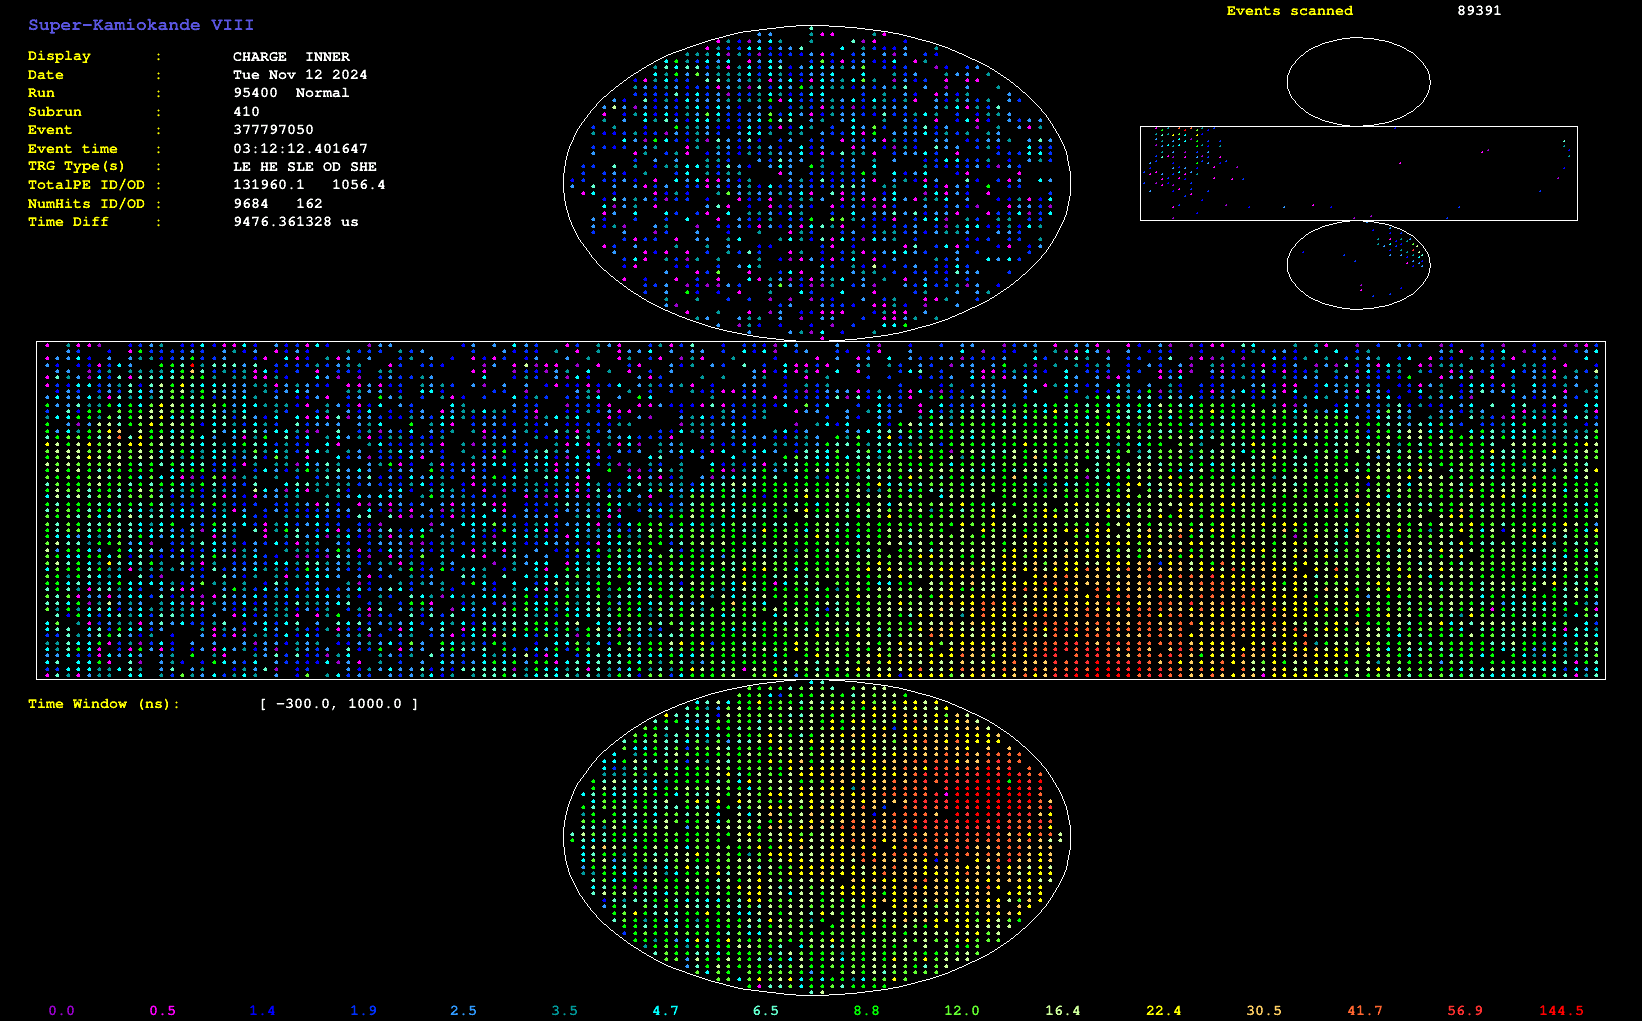 Super-Kamiokande VIII
Events scanned 89391
Display : CHARGE INNER
Date : Tue Nov 12 2024
Run : 95400 Normal
Subrun : 410
Event : 377797050
Event time : 03:12:12.401647
TRG Type(s) : LE HE SLE OD SHE
TotalPE ID/OD : 131960.1 1056.4
NumHits ID/OD : 9684 162
Time Diff : 9476.361328 us
Time Window (ns): [ -300.0, 1000.0 ]
0.0 0.5 1.4 1.9 2.5 3.5 4.7 6.5 8.8 12.0 16.4 22.4 30.5 41.7 56.9 144.5